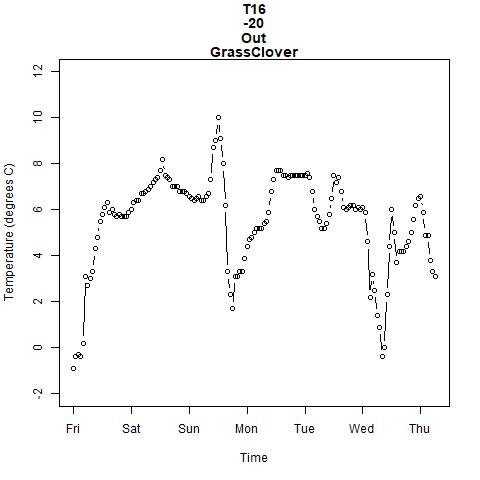 T16
-20
Out
GrassClover
Temperature (degrees C)
12
10
8
6
4
2
0
-2
Fri Sat Sun Mon Tue Wed Thu
Time